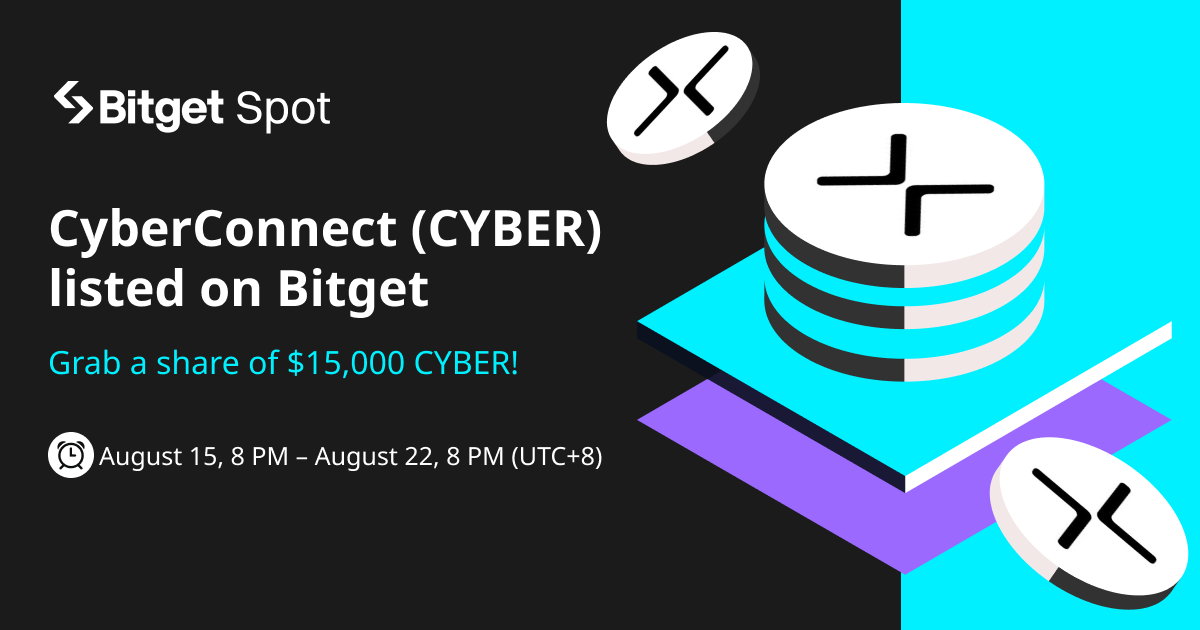 Bitget Spot
CyberConnect (CYBER)
listed on Bitget
Grab a share of $15,000 CYBER!
August 15, 8 PM – August 22, 8 PM (UTC+8)